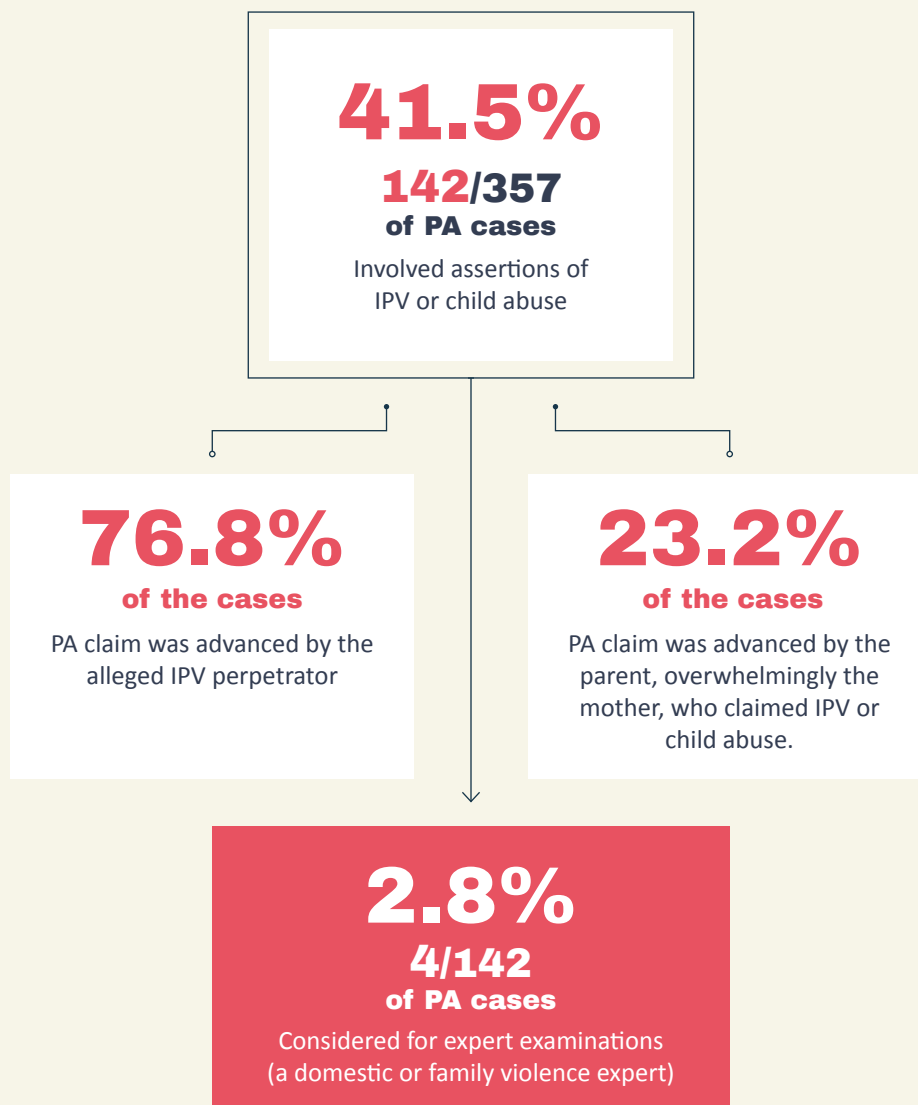 41.5%
142/357
of PA cases
Involved assertions of
IPV or child abuse
76.8%
of the cases
PA claim was advanced by the
alleged IPV perpetrator
23.2%
of the cases
PA claim was advanced by the
parent, overwhelmingly the
mother, who claimed IPV or
child abuse.
2.8%
4/142
of PA cases
Considered for expert examinations
(a domestic or family violence expert)